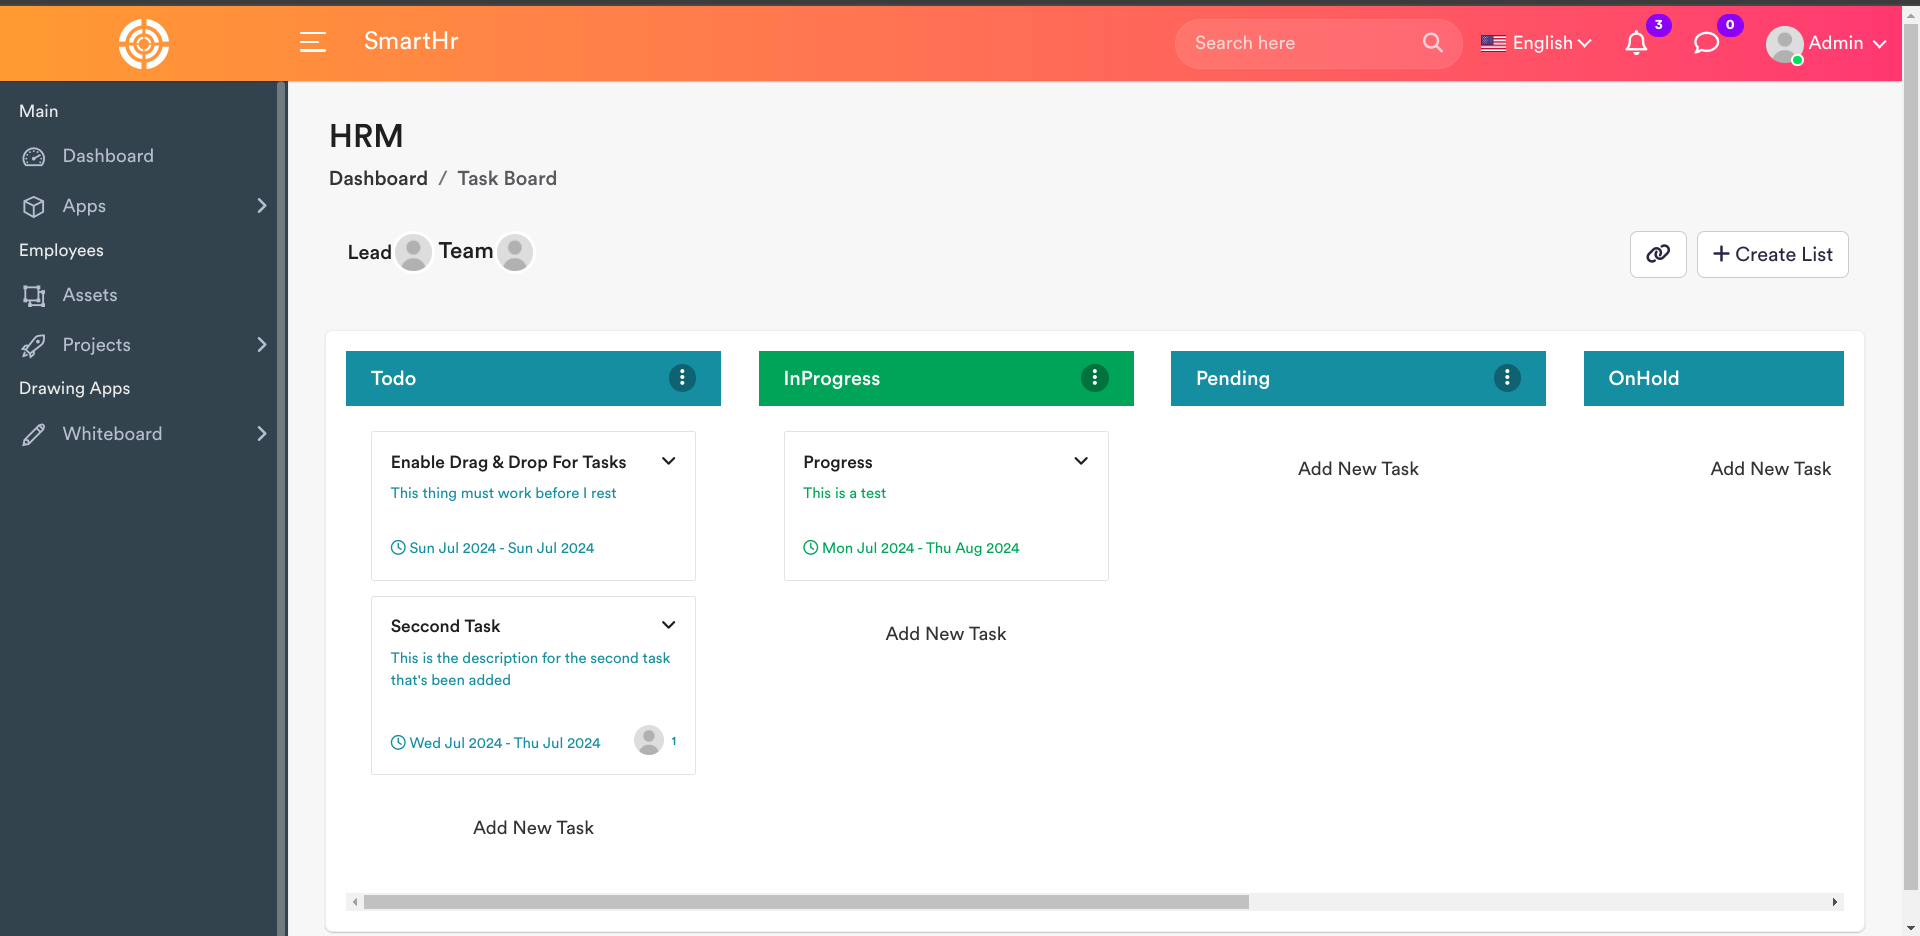 SmartHr
Search here
English
3
0
Admin
Main
Dashboard
Apps
Employees
Assets
Projects
Drawing Apps
Whiteboard
HRM
Dashboard / Task Board
Lead
Team
Create List
Todo
Enable Drag & Drop For Tasks
This thing must work before I rest
Sun Jul 2024 - Sun Jul 2024
Seccond Task
This is the description for the second task
that's been added
Wed Jul 2024 - Thu Jul 2024
1
Add New Task
InProgress
Progress
This is a test
Mon Jul 2024 - Thu Aug 2024
Add New Task
Pending
Add New Task
OnHold
Add New Task